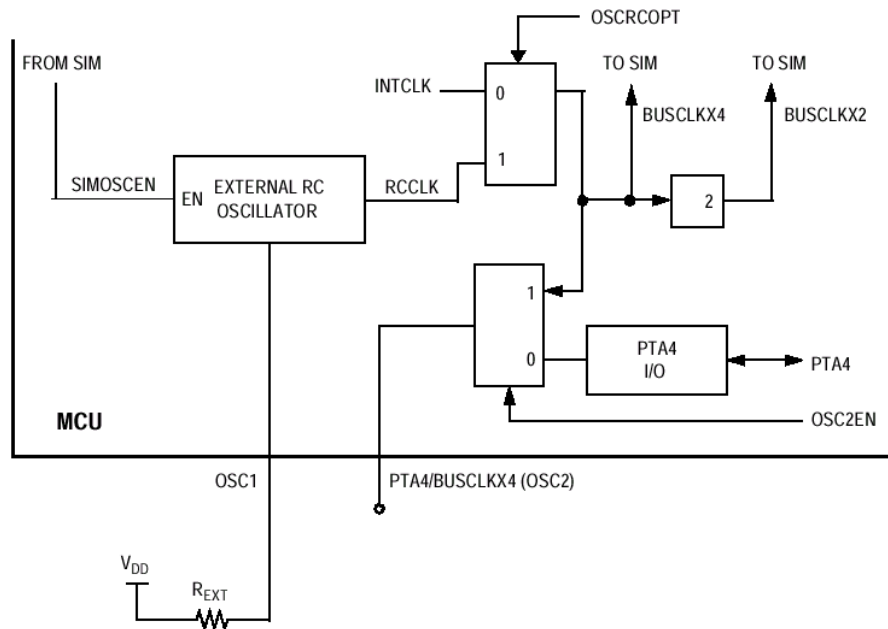 OSCRCOPT
FROM SIM
INTCLK
0
1
TO SIM
TO SIM
BUSCLKX4
BUSCLKX2
SIMOSCEN
EN
EXTERNAL RC
OSCILLATOR
RCCLK
2
1
0
PTA4
I/O
PTA4
MCU
OSC2EN
OSC1
PTA4/BUSCLKX4 (OSC2)
VDD
REXT